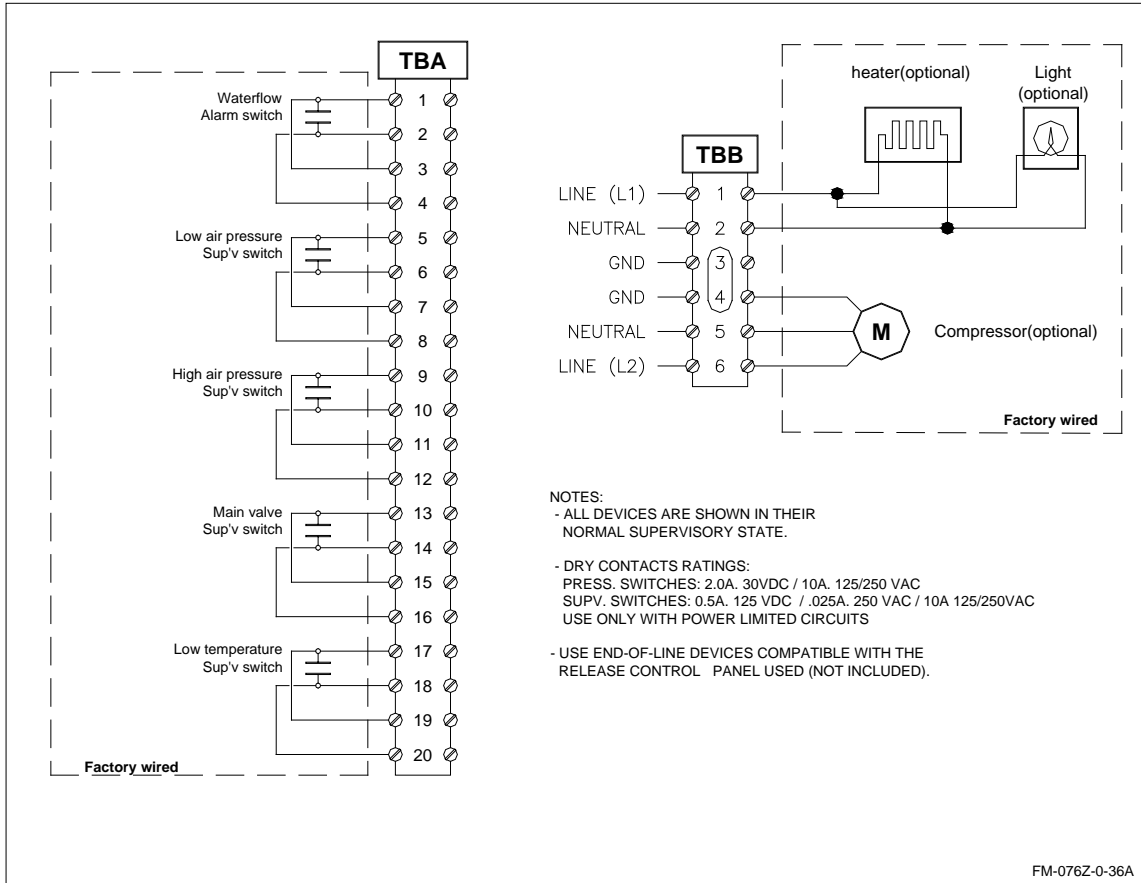 TBA
Waterflow
Alarm switch
1
2
3
4
Low air pressure
Sup'v switch
5
6
7
8
High air pressure
Sup'v switch
9
10
11
12
Main valve
Sup'v switch
13
14
15
16
Low temperature
Sup'v switch
17
18
19
20
Factory wired
heater(optional)
Light
(optional)
TBB
LINE (L1) 1
NEUTRAL 2
GND 3
GND 4
NEUTRAL 5
LINE (L2) 6
M
Compressor(optional)
Factory wired
NOTES:
- ALL DEVICES ARE SHOWN IN THEIR
NORMAL SUPERVISORY STATE.
- DRY CONTACTS RATINGS:
PRESS. SWITCHES: 2.0A. 30VDC / 10A. 125/250 VAC
SUPV. SWITCHES: 0.5A. 125 VDC / .025A. 250 VAC / 10A 125/250VAC
USE ONLY WITH POWER LIMITED CIRCUITS
- USE END-OF-LINE DEVICES COMPATIBLE WITH THE
RELEASE CONTROL PANEL USED (NOT INCLUDED).
FM-076Z-0-36A